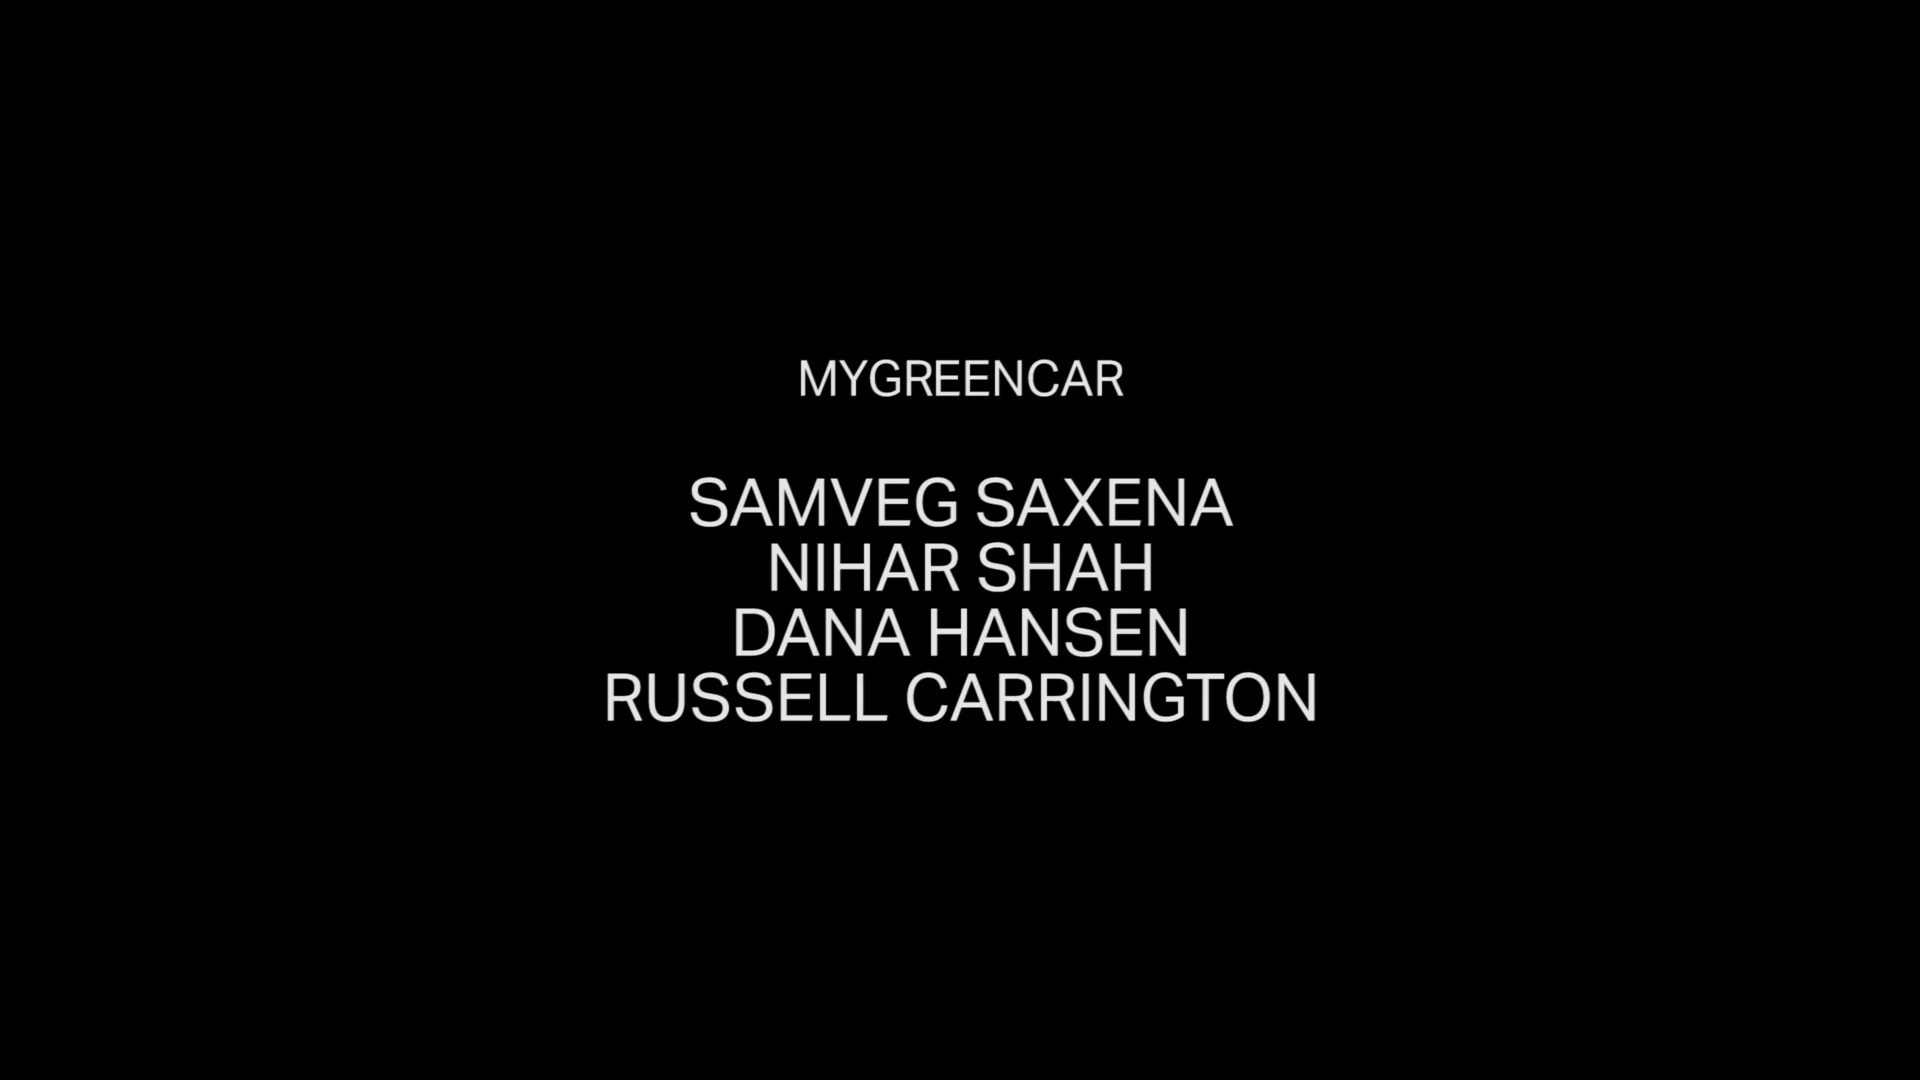 MYGREENCAR
SAMVEG SAXENA
NIHAR SHAH
DANA HANSEN
RUSSELL CARRINGTON